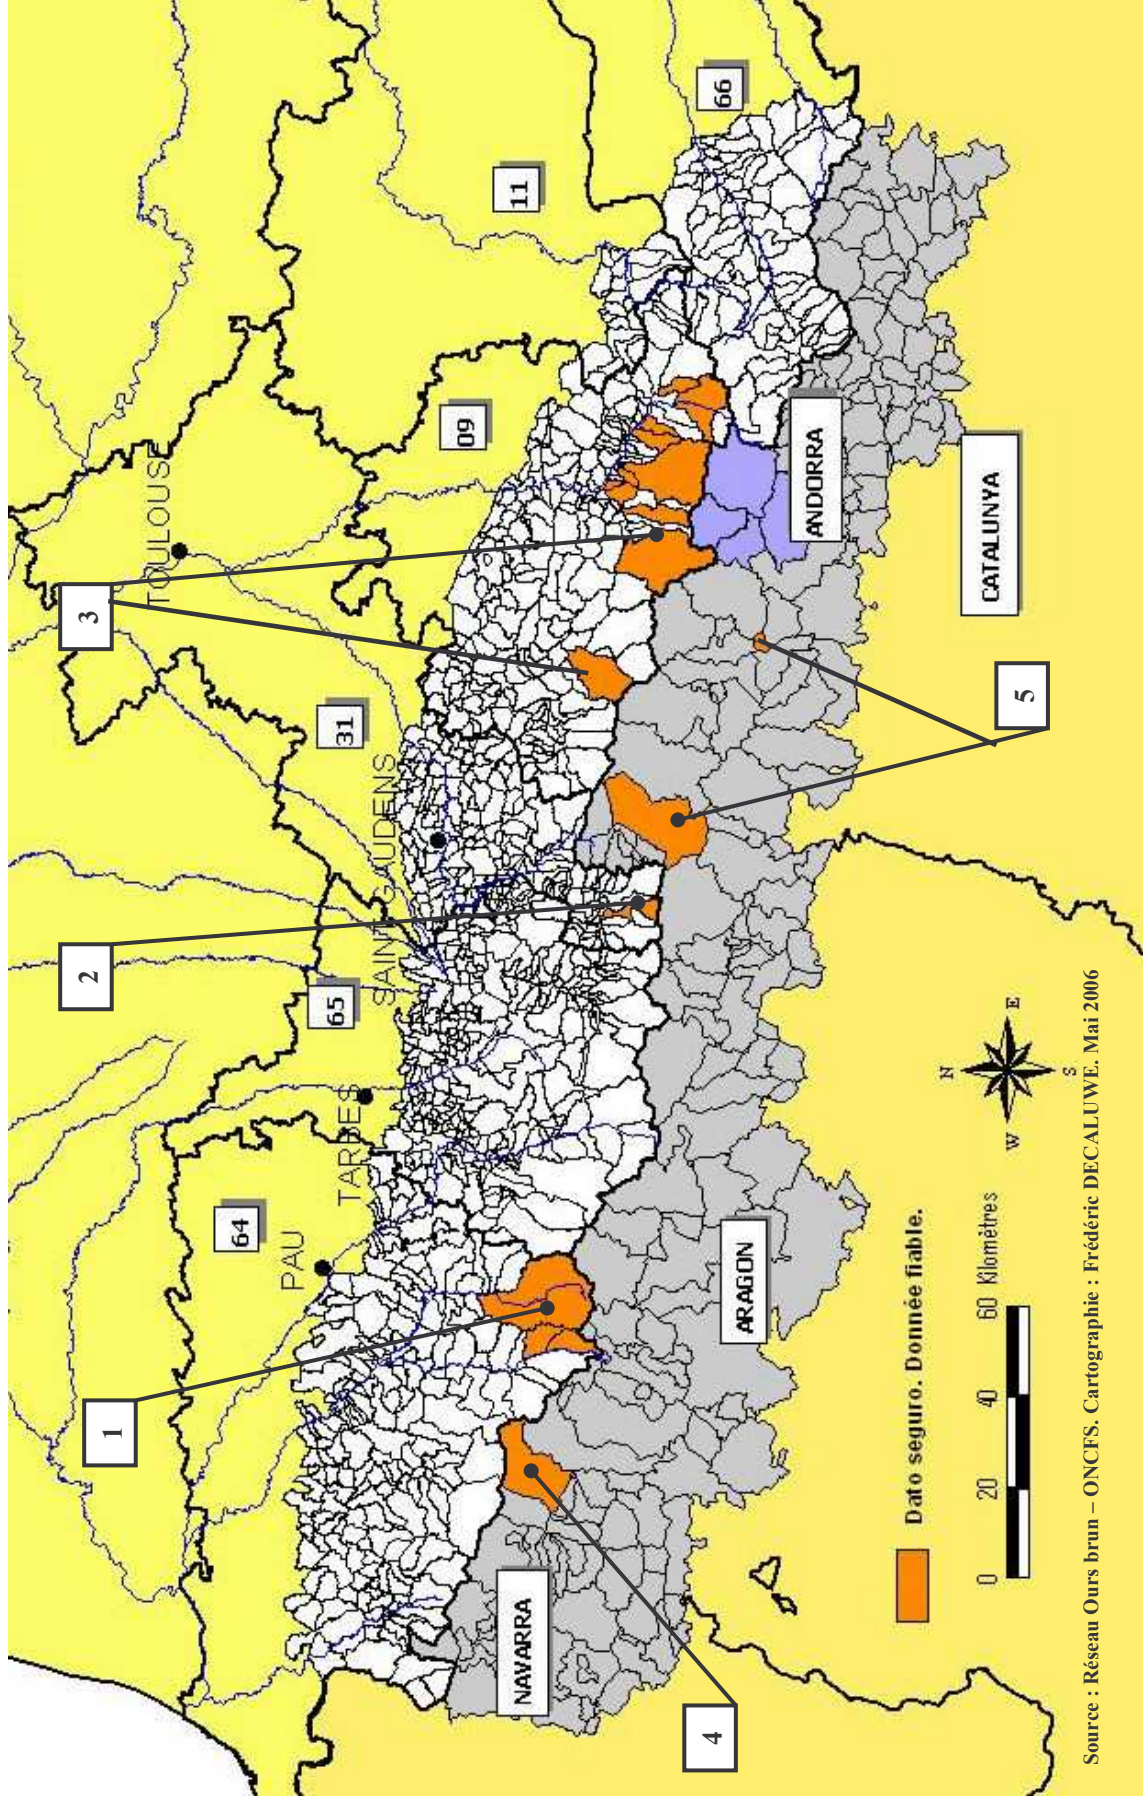 2
3
1
TOULOUSE
64
PAU
65
31
TARBES
SAINT GAUDENS
09
11
NAVARRA
4
66
ARAGON
ANDORRA
Dato seguro. Donnée fiable.
N
CATALUNYA
0 20 40 60 Kilomètres
W E
5
S
Source : Réseau Ours brun – ONCFS. Cartographie : Frédéric DECALUWE. Mai 2006